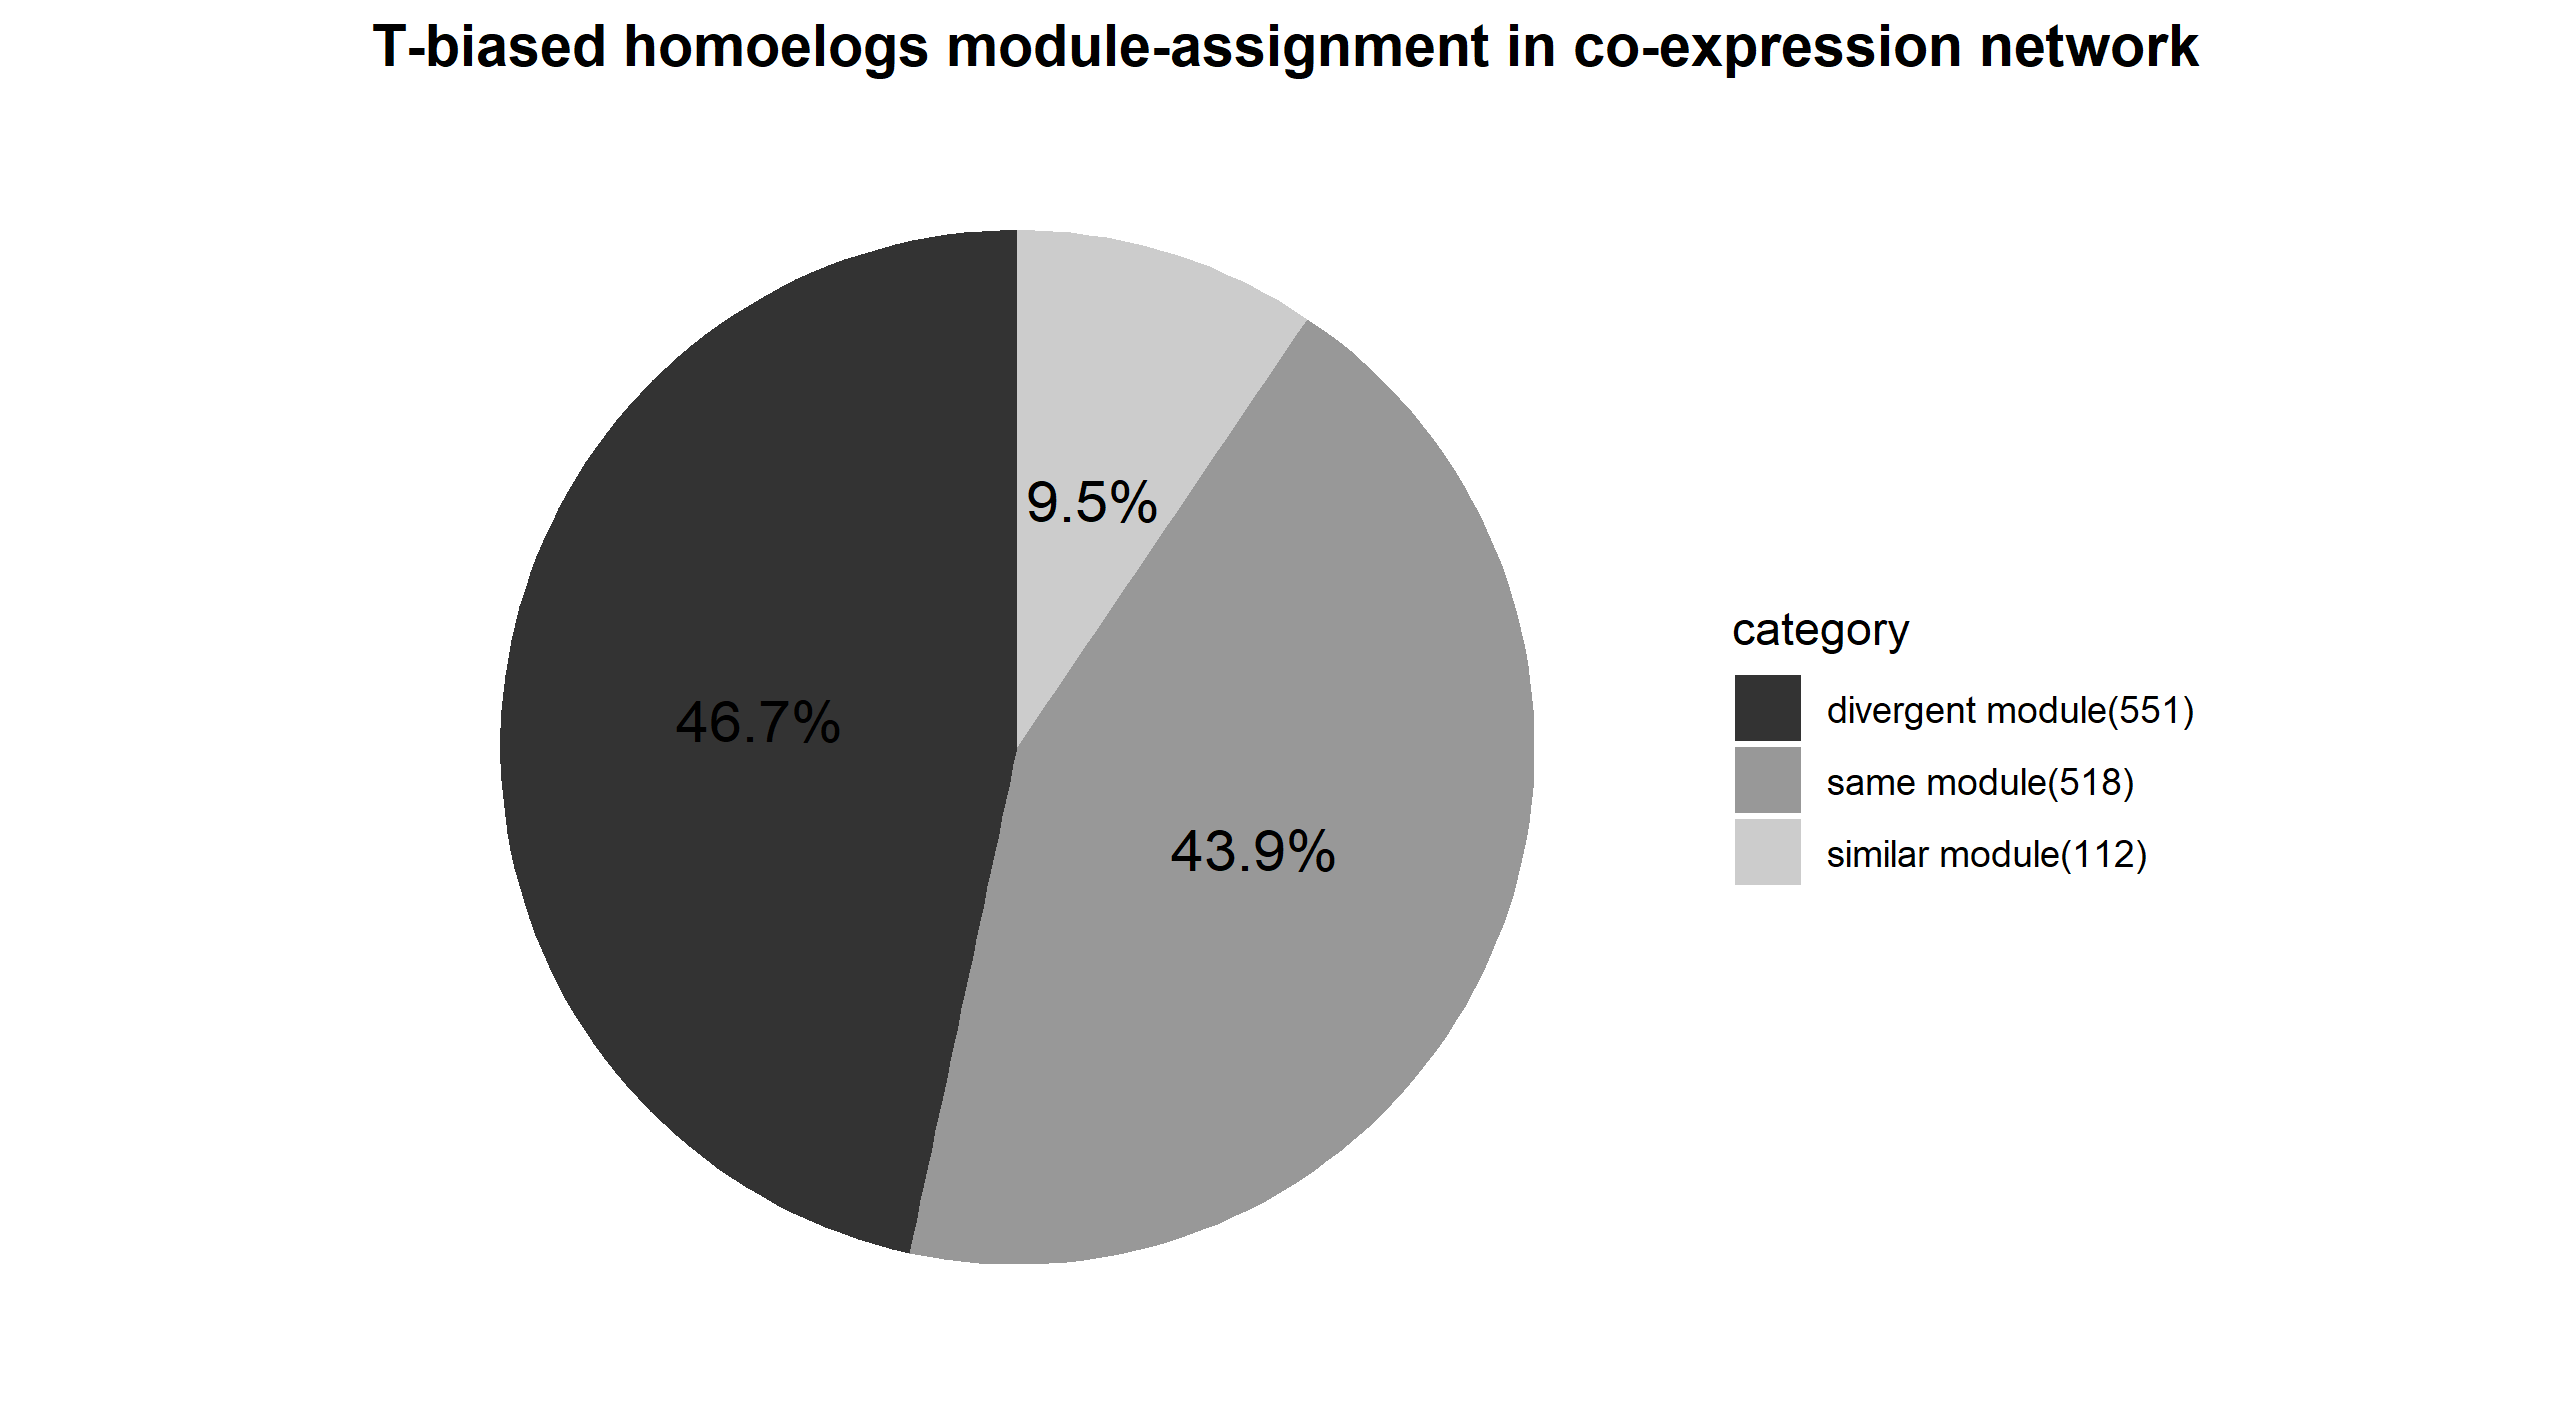 T-biased homoelogs module-assignment in co-expression network
9.5%
46.7%
43.9%
category
divergent module(551)
same module(518)
similar module(112)